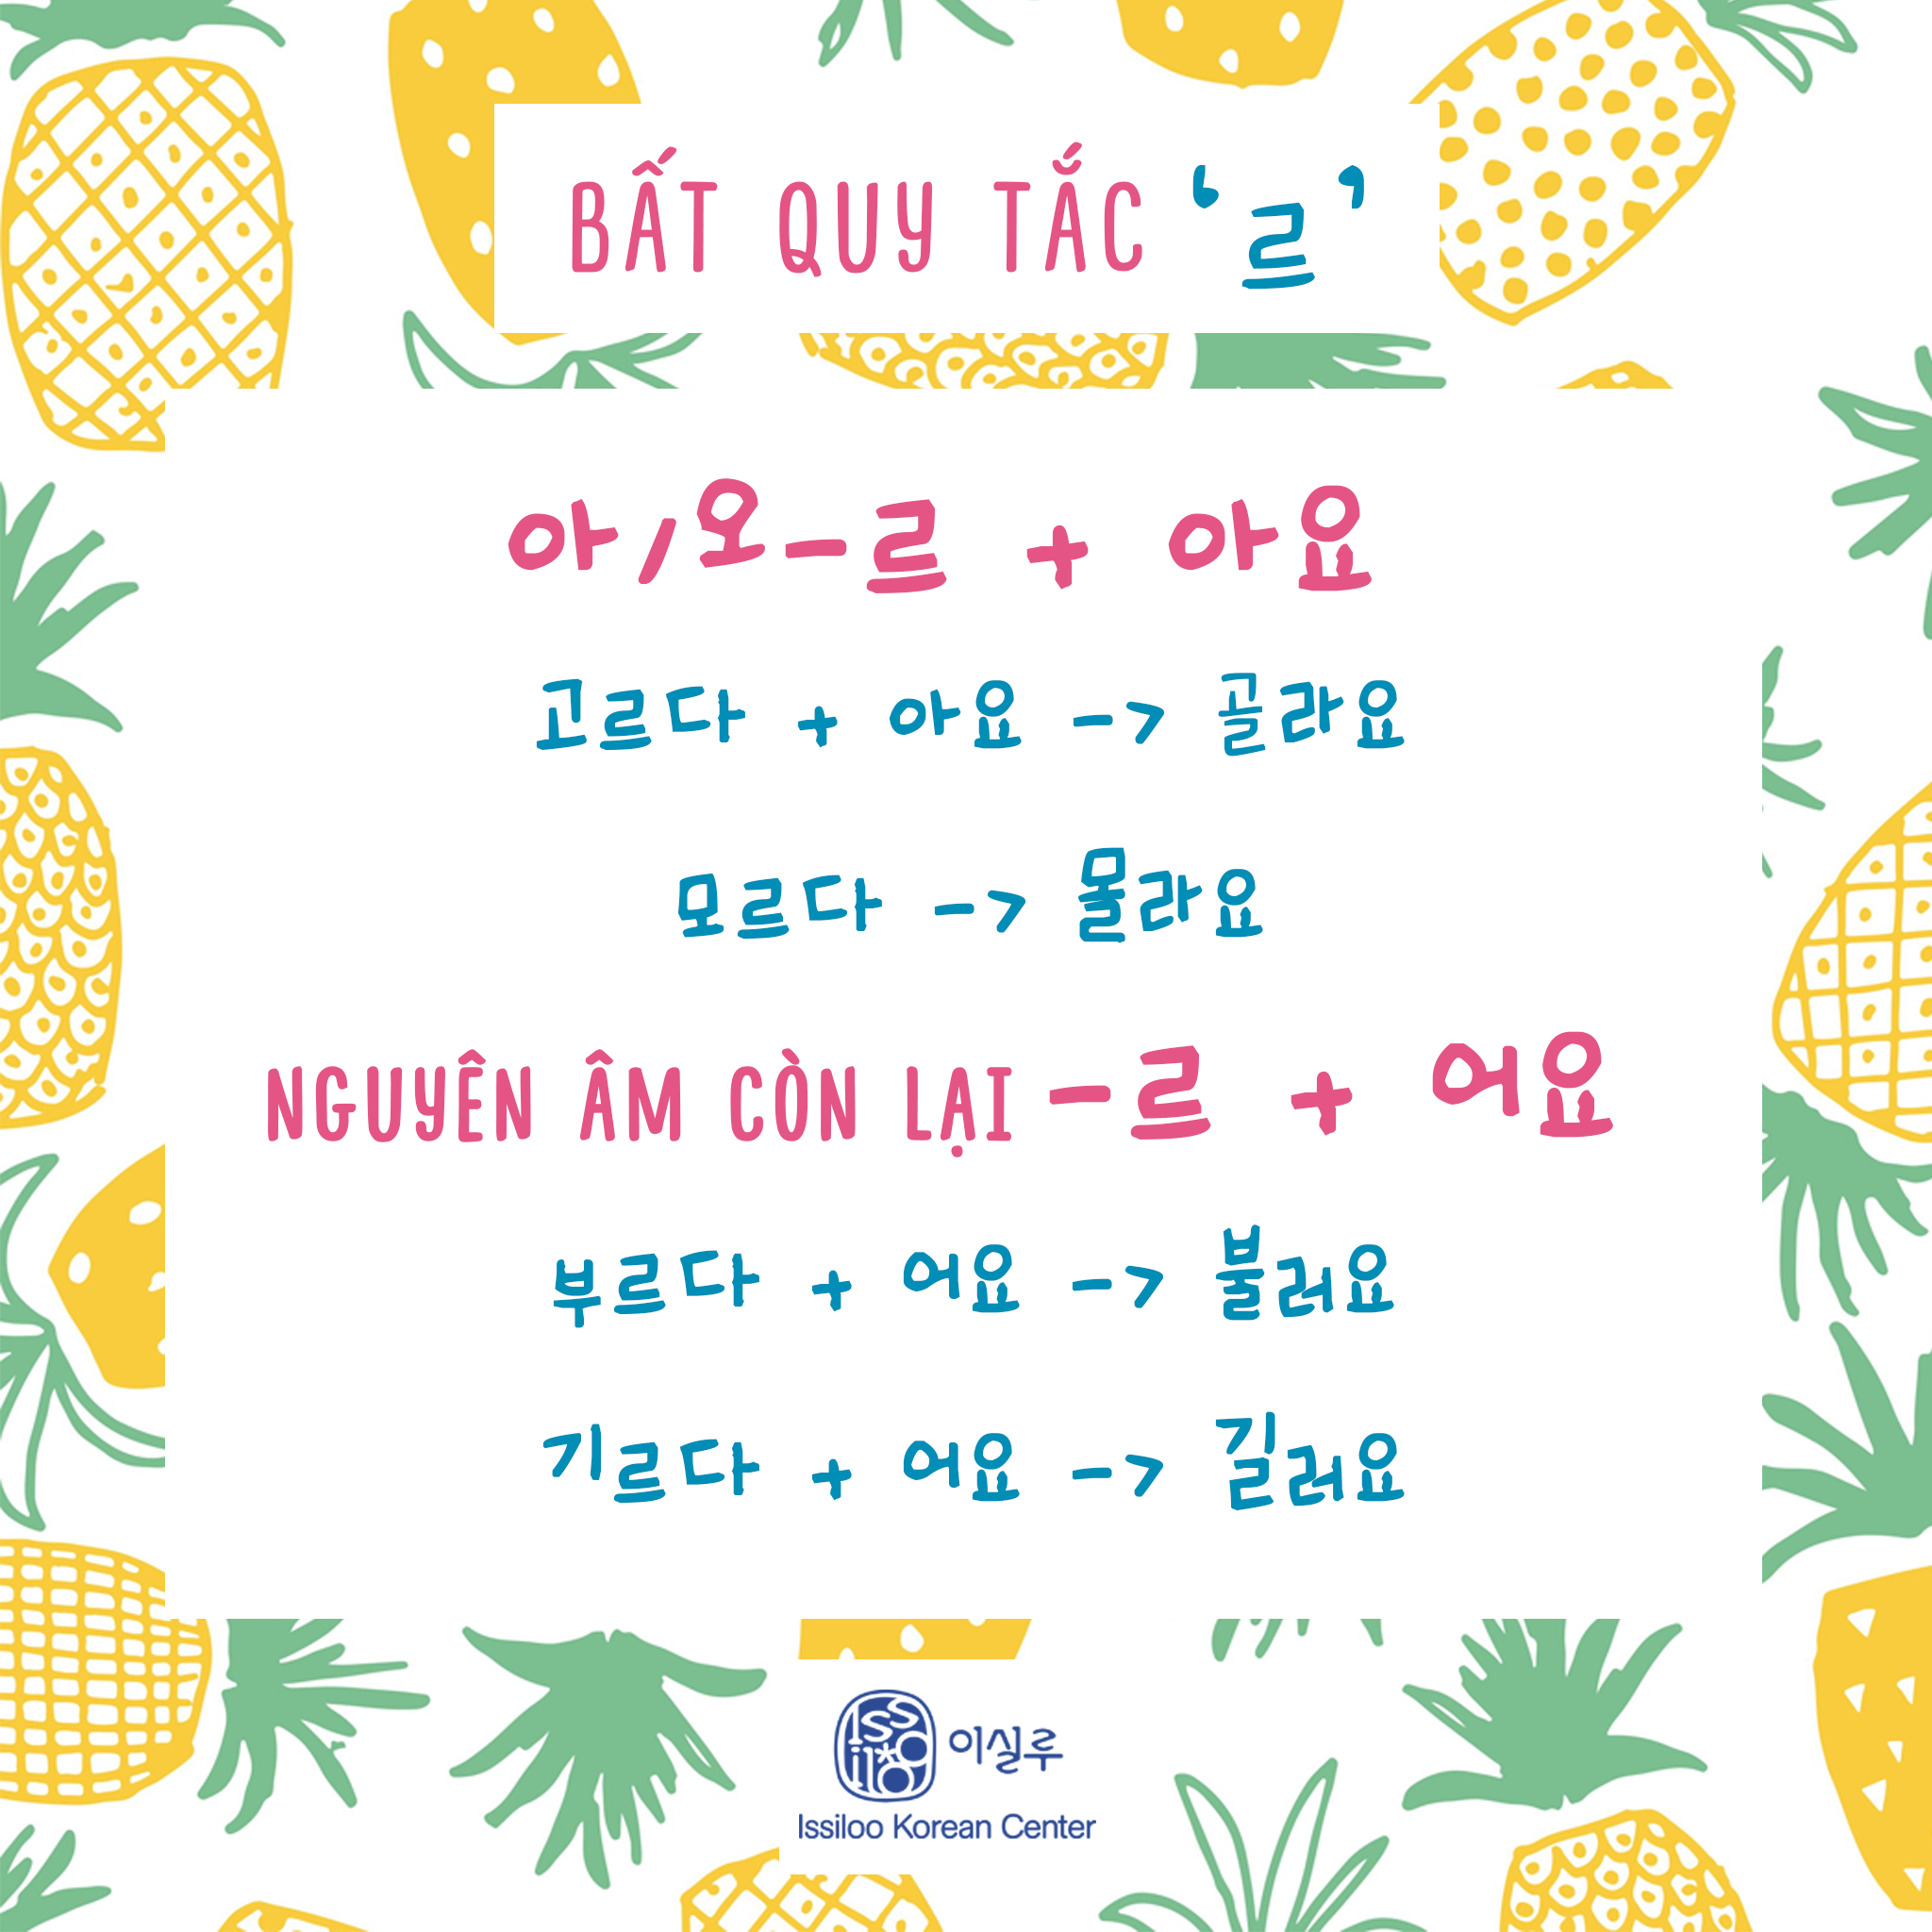 BẤT QUY TẮC ‘르’
아/오-르 + 아요
고르다 + 아요 -> 골라요
모르다 -> 몰라요
NGUYÊN ÂM CÒN LẠI -르 + 어요
부르다 + 어요 -> 불러요
기르다 + 어요 -> 길러요
issiloo 이실루
Issiloo Korean Center